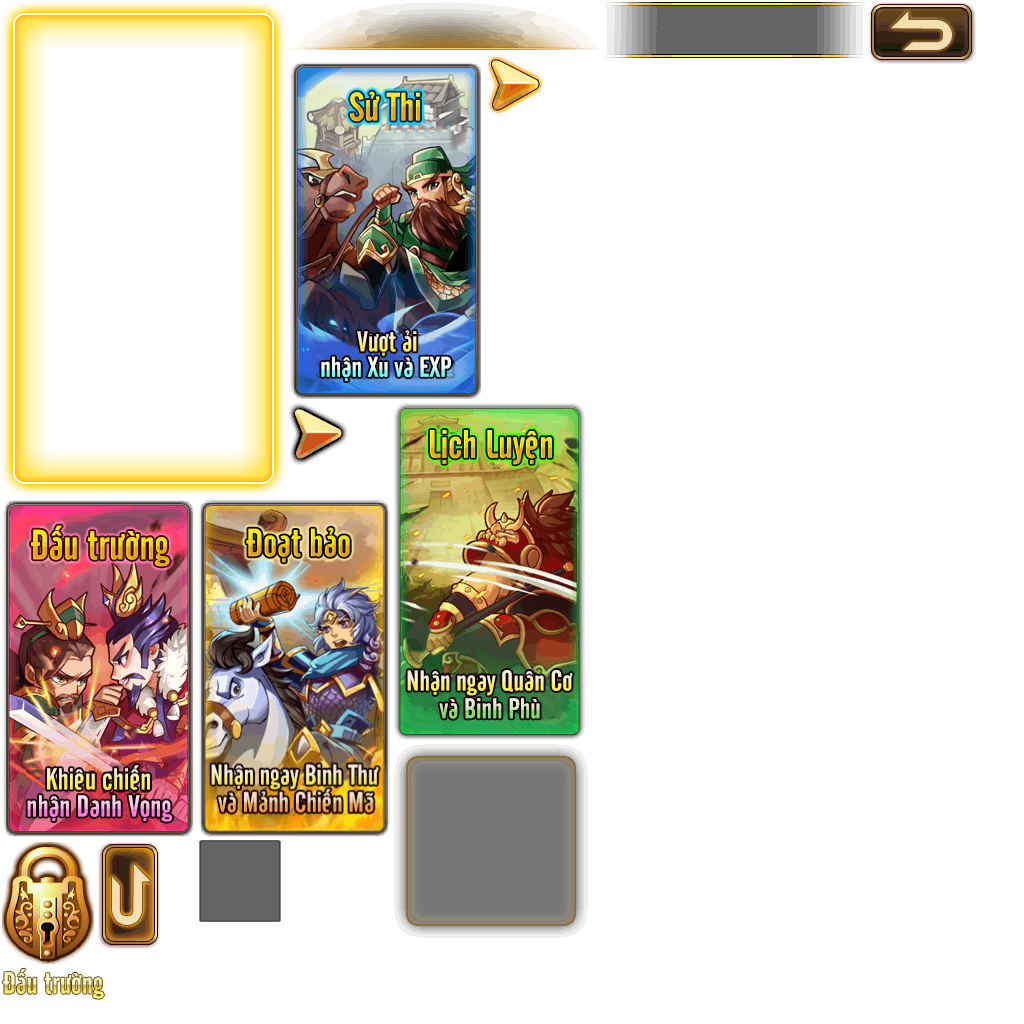 Sử Thi
Vượt ải
nhận Xu và EXP
Lịch Luyện
Nhận ngay Quân Cơ
và Binh Phù
Đấu trường
Khiêu chiến
nhận Danh Vọng
Đoạt bảo
Nhận ngay Binh Thư
và Mảnh Chiến Mã
Đấu trường